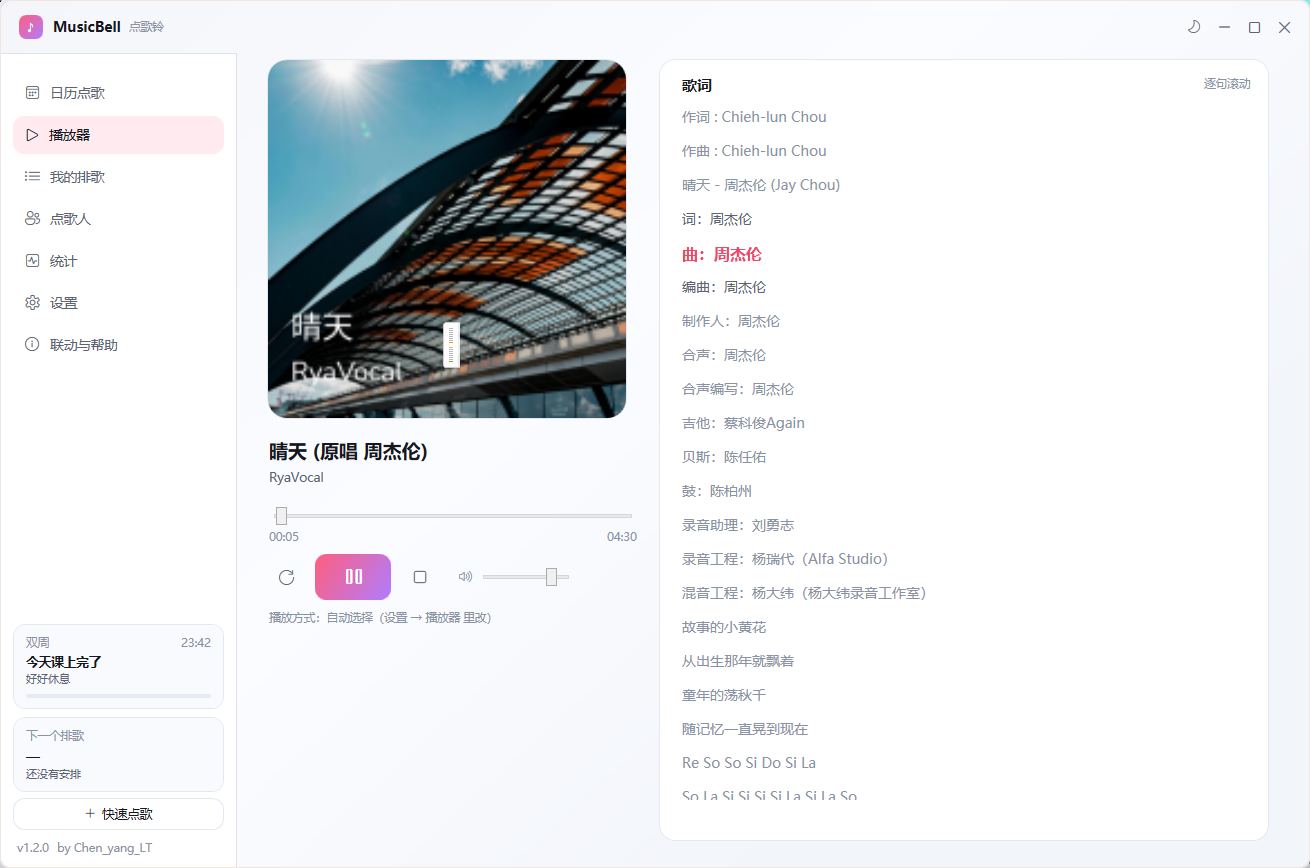 MusicBell 点歌铃
日历点歌
播放器
我的排歌
点歌人
统计
设置
联动与帮助
双周 23:42
今天课上完了
好好休息
下一个排歌
—
还没有安排
+ 快速点歌
v1.2.0 by Chen_yang_LT
晴天
RyaVocal
晴天 (原唱 周杰伦)
RyaVocal
00:05 04:30
播放方式：自动选择（设置 → 播放器 里改）
歌词 逐句滚动
作词 : Chieh-lun Chou
作曲 : Chieh-lun Chou
晴天 - 周杰伦 (Jay Chou)
词：周杰伦
曲：周杰伦
编曲：周杰伦
制作人：周杰伦
合声：周杰伦
合声编写：周杰伦
吉他：蔡科俊Again
贝斯：陈任佑
鼓：陈柏州
录音助理：刘勇志
录音工程：杨瑞代（Alfa Studio）
混音工程：杨大纬（杨大纬录音工作室）
故事的小黄花
从出生那年就飘着
童年的荡秋千
随记忆一直晃到现在
Re So So Si Do Si La
So La Si Si Si Si La Si La So